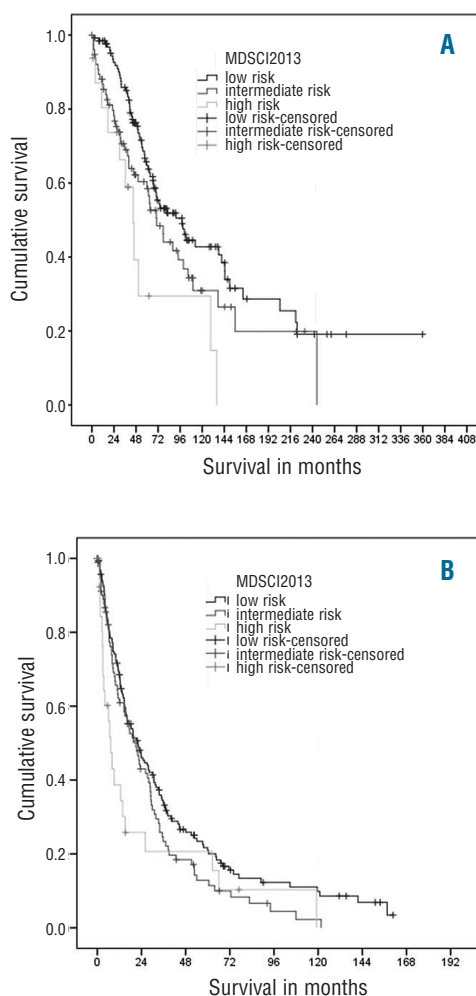 A
MDSCI2013
low risk
intermediate risk
high risk
low risk-censored
intermediate risk-censored
high risk-censored
Cumulative survival
1.0
0.8
0.6
0.4
0.2
0.0
0 24 48 72 96 120 144 168 192 216 240 264 288 312 336 360 384 408
Survival in months
B
MDSCI2013
low risk
intermediate risk
high risk
low risk-censored
intermediate risk-censored
high risk-censored
Cumulative survival
1.0
0.8
0.6
0.4
0.2
0.0
0 24 48 72 96 120 144 168 192
Survival in months